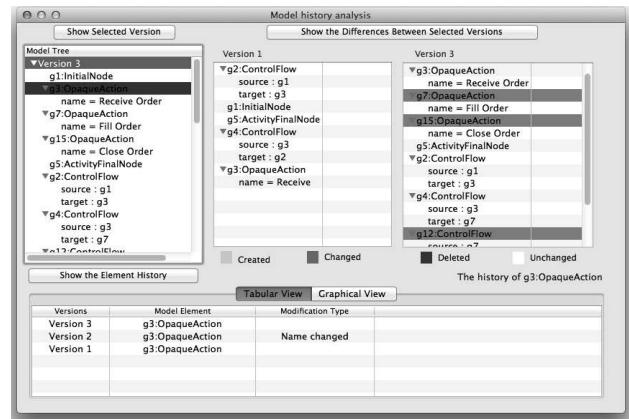 Model history analysis
Show Selected Version
Show the Differences Between Selected Versions
Model Tree
Version 3
g1:InitialNode
g3:OpaqueAction
name = Receive Order
g7:OpaqueAction
name = Fill Order
g15:OpaqueAction
name = Close Order
g5:ActivityFinalNode
g2:ControlFlow
source : g1
target : g3
g4:ControlFlow
source : g3
target : g7
g12:ControlFlow
Version 1
g2:ControlFlow
source : g1
target : g3
g1:InitialNode
g5:ActivityFinalNode
g4:ControlFlow
source : g3
target : g2
g3:OpaqueAction
name = Receive
Version 3
g3:OpaqueAction
name = Receive Order
g7:OpaqueAction
name = Fill Order
g15:OpaqueAction
name = Close Order
g5:ActivityFinalNode
g2:ControlFlow
source : g1
target : g3
g4:ControlFlow
source : g3
target : g7
g12:ControlFlow
source : g7
Created
Changed
Deleted
Unchanged
Show the Element History
The history of g3:OpaqueAction
Tabular View Graphical View
Versions Model Element Modification Type
Version 3 g3:OpaqueAction
Version 2 g3:OpaqueAction Name changed
Version 1 g3:OpaqueAction